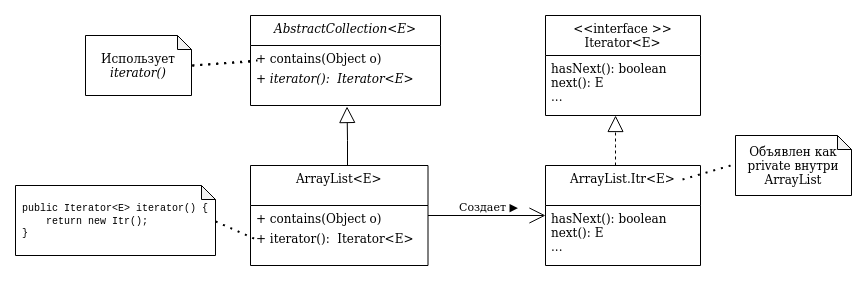 AbstractCollection<E>
+ contains(Object o)
+ iterator():  Iterator<E>
Использует
iterator()
<<interface >>
Iterator<E>
hasNext(): boolean
next(): E
...
ArrayList<E>
+ contains(Object o)
+ iterator():  Iterator<E>
public Iterator<E> iterator() {
    return new Itr();
}
Создает ▶
ArrayList.Itr<E>
hasNext(): boolean
next(): E
...
Объявлен как
private внутри
ArrayList